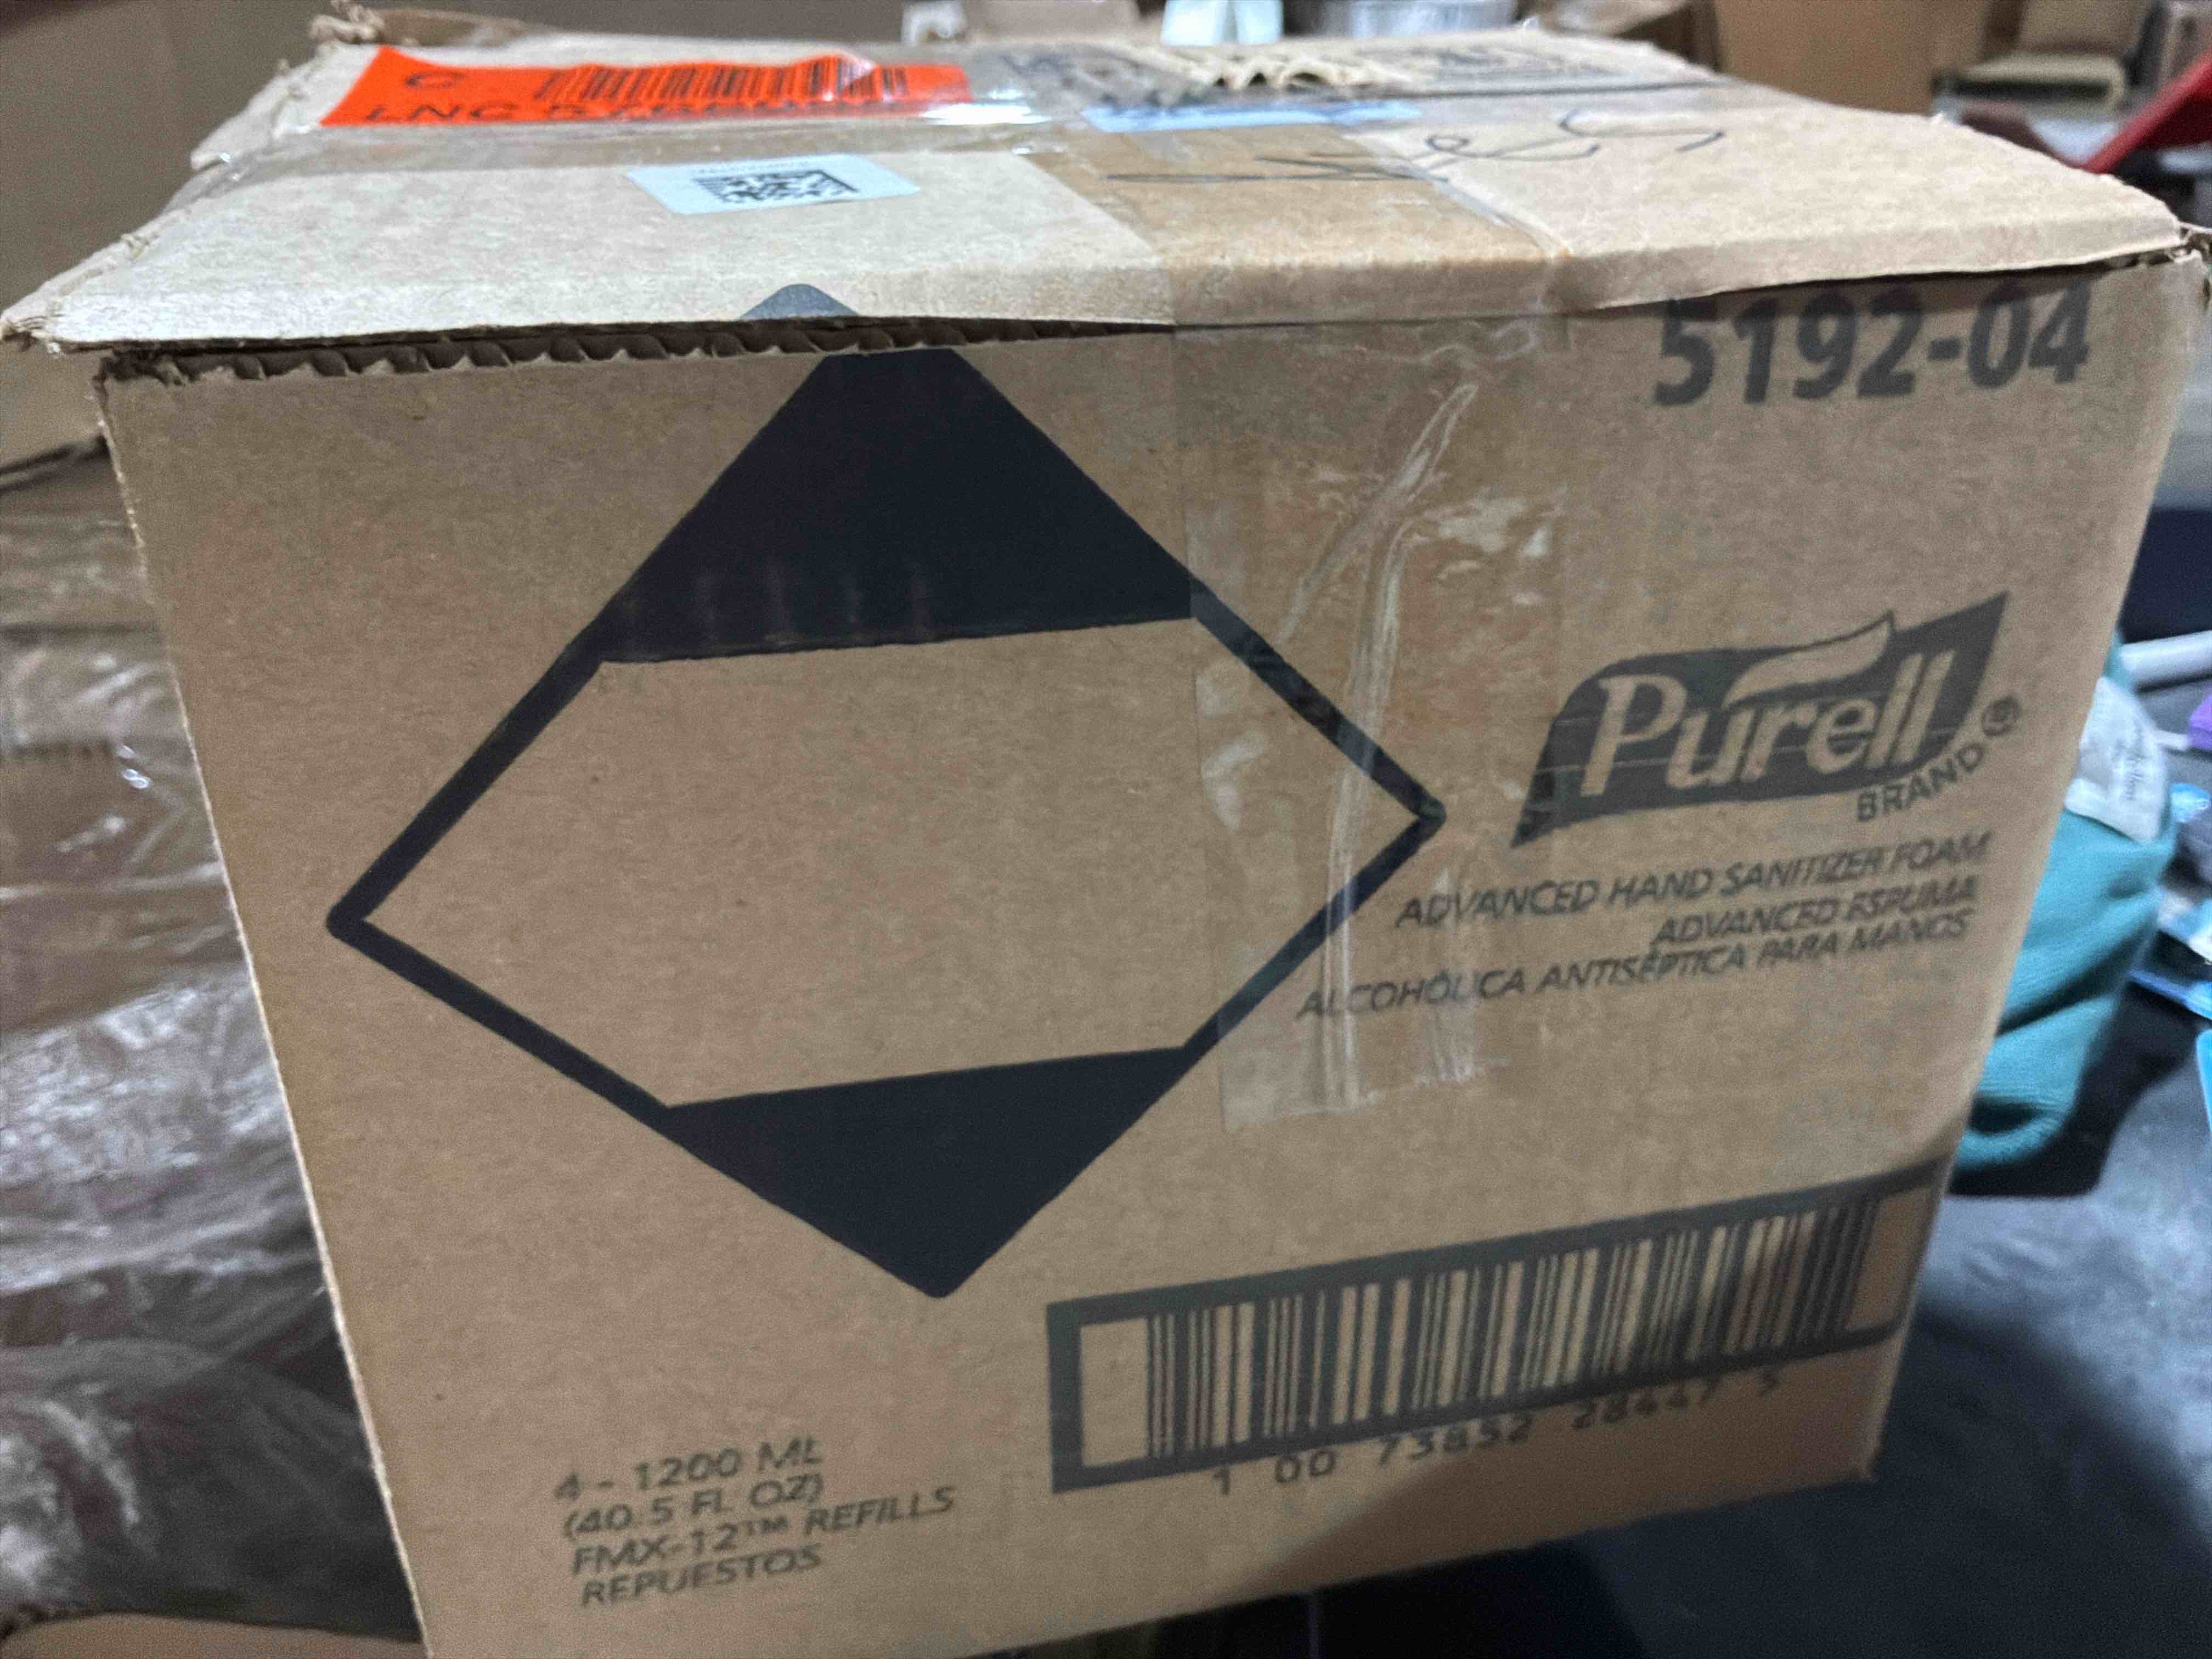 C
LNC
5192-04
Purell®
BRAND
ADVANCED HAND SANITIZER FOAM
ADVANCED ESPUMA
ALCOHÓLICA ANTISÉPTICA PARA MANOS
1 00 73852 28447 5
4 - 1200 ML
(40.5 FL OZ)
FMX-12™ REFILLS
REPUESTOS